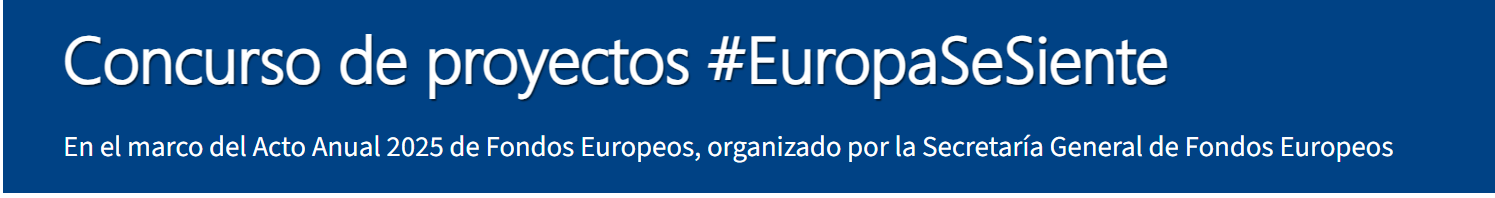 Concurso de proyectos #EuropaSeSiente
En el marco del Acto Anual 2025 de Fondos Europeos, organizado por la Secretaría General de Fondos Europeos